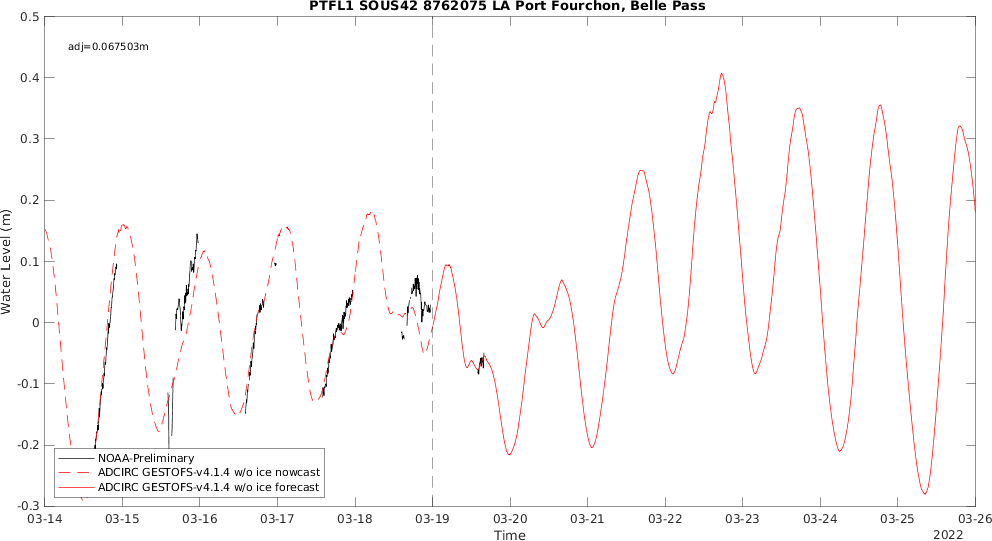 PTFL1 SOUS42 8762075 LA Port Fourchon, Belle Pass
0.5
adj=0.067503m
0.4
0.3
0.2
0.1
0
-0.1
-0.2
-0.3
Water Level (m)
NOAA-Preliminary
ADCIRC GESTOFS-v4.1.4 w/o ice nowcast
ADCIRC GESTOFS-v4.1.4 w/o ice forecast
03-14 03-15 03-16 03-17 03-18 03-19 03-20 03-21 03-22 03-23 03-24 03-25 03-26
Time
2022